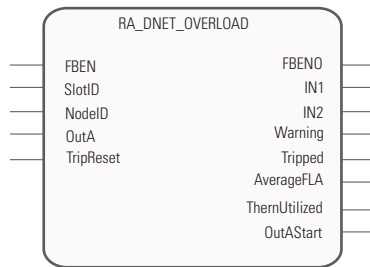 RA_DNET_OVERLOAD
FBEN FBENO
SlotID IN1
NodeID IN2
OutA Warning
TripReset Tripped
AverageFLA
ThernUtilized
OutAStart